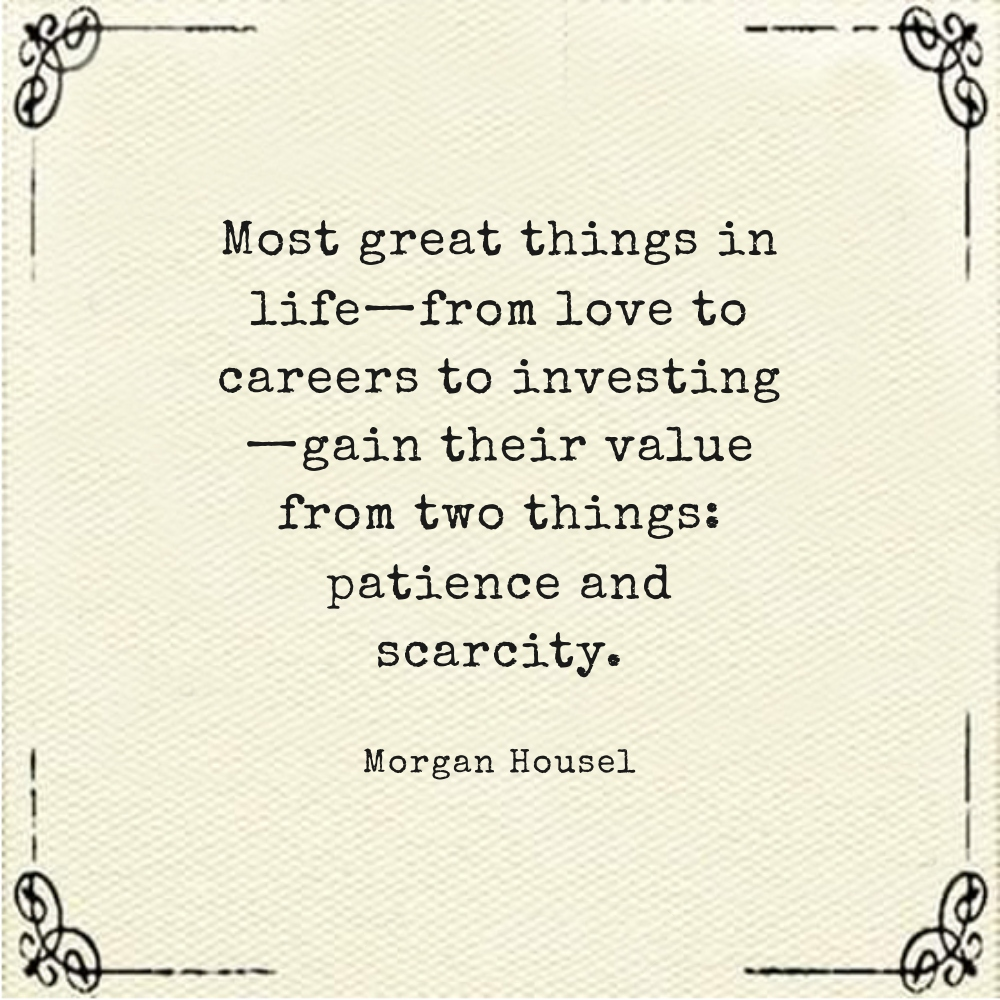 Most great things in
life—from love to
careers to investing
—gain their value
from two things:
patience and
scarcity.
Morgan Housel